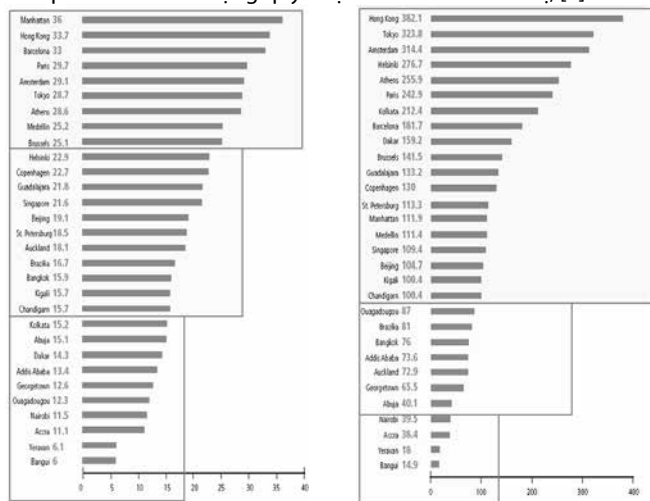 Manhattan 36
Hong Kong 33.7
Barcelona 33
Paris 29.7
Amsterdam 29.1
Tokyo 28.7
Athens 28.6
Medellin 25.2
Brussels 25.1
Helsinki 22.9
Copenhagen 22.7
Guadalajara 21.8
Singapore 21.6
Beijing 19.1
St. Petersburg 18.5
Auckland 18.1
Brazilia 16.7
Bangkok 15.9
Kigali 15.7
Chandigarn 15.7
Kolkata 15.2
Abuja 15.1
Dakar 14.3
Addis Ababa 13.4
Georgetown 12.6
Ouagadougou 12.3
Nairobi 11.5
Accra 11.1
Yeravan 6.1
Bangui 6
0 5 10 15 20 25 30 35 40
Hong Kong 382.1
Tokyo 323.8
Amsterdam 314.4
Helsinki 276.7
Athens 255.9
Paris 242.9
Kolkata 212.4
Barcelona 181.7
Dakar 159.2
Brussels 141.5
Guadalajara 133.2
Copenhagen 130
St. Petersburg 113.3
Manhattan 111.9
Medellin 111.4
Singapore 109.4
Beijing 104.7
Kigali 100.4
Chandigarn 100.4
Ouagadougou 87
Brazilia 81
Bangkok 76
Addis Ababa 73.6
Auckland 72.9
Georgetown 65.5
Abuja 40.1
Nairobi 39.5
Accra 38.4
Yeravan 18
Bangui 14.9
0 100 200 300 400